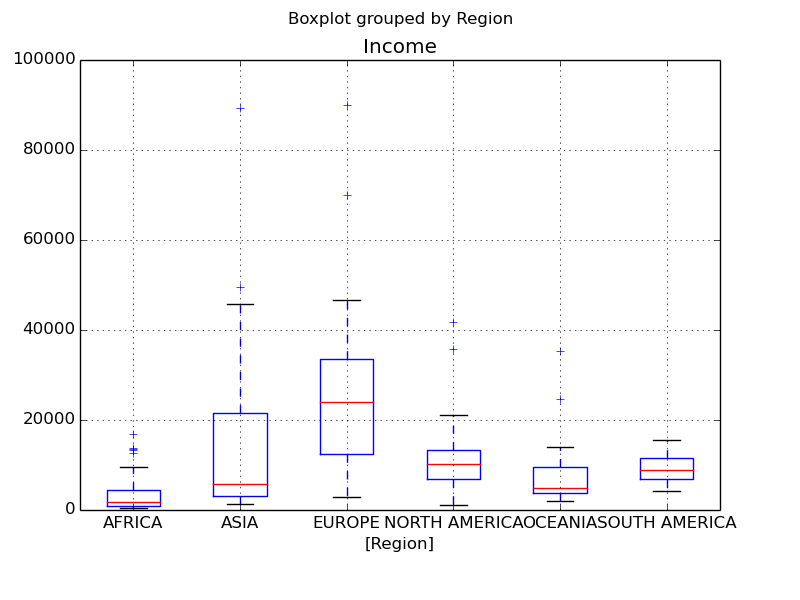 Boxplot grouped by Region
Income
100000
80000
60000
40000
20000
0
AFRICA ASIA EUROPE NORTH AMERICA OCEANIA SOUTH AMERICA
[Region]